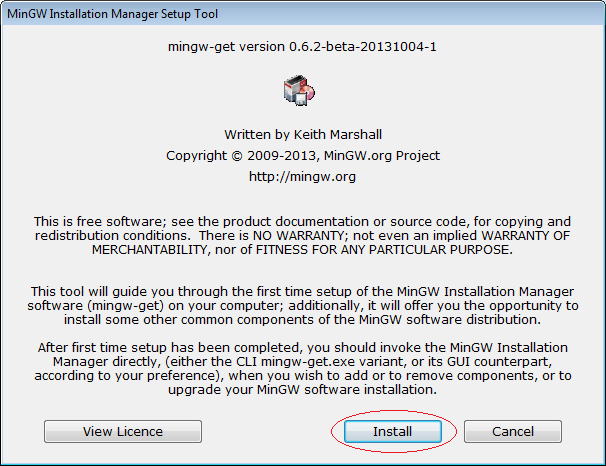 MinGW Installation Manager Setup Tool
mingw-get version 0.6.2-beta-20131004-1
Written by Keith Marshall
Copyright © 2009-2013, MinGW.org Project
http://mingw.org
This is free software; see the product documentation or source code, for copying and
redistribution conditions.  There is NO WARRANTY; not even an implied WARRANTY OF
MERCHANTABILITY, nor of FITNESS FOR ANY PARTICULAR PURPOSE.
This tool will guide you through the first time setup of the MinGW Installation Manager
software (mingw-get) on your computer; additionally, it will offer you the opportunity to
install some other common components of the MinGW software distribution.
After first time setup has been completed, you should invoke the MinGW Installation
Manager directly, (either the CLI mingw-get.exe variant, or its GUI counterpart,
according to your preference), when you wish to add or to remove components, or to
upgrade your MinGW software installation.
View Licence
Install
Cancel